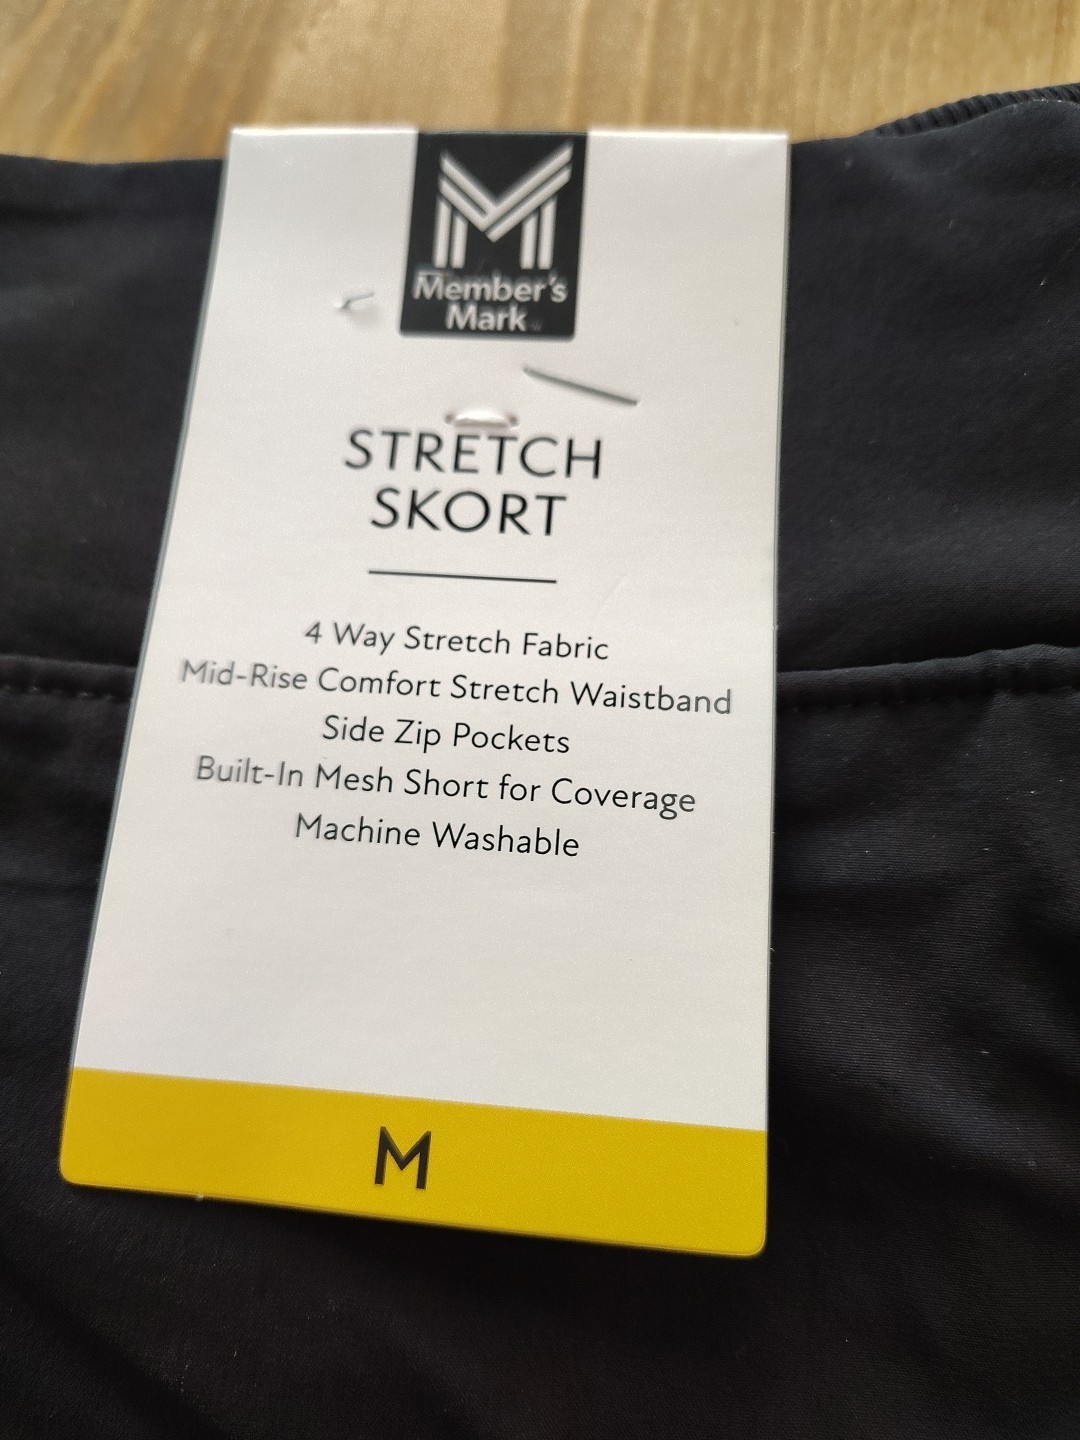 Member's
Mark
STRETCH
SKORT
4 Way Stretch Fabric
Mid-Rise Comfort Stretch Waistband
Side Zip Pockets
Built-In Mesh Short for Coverage
Machine Washable
M